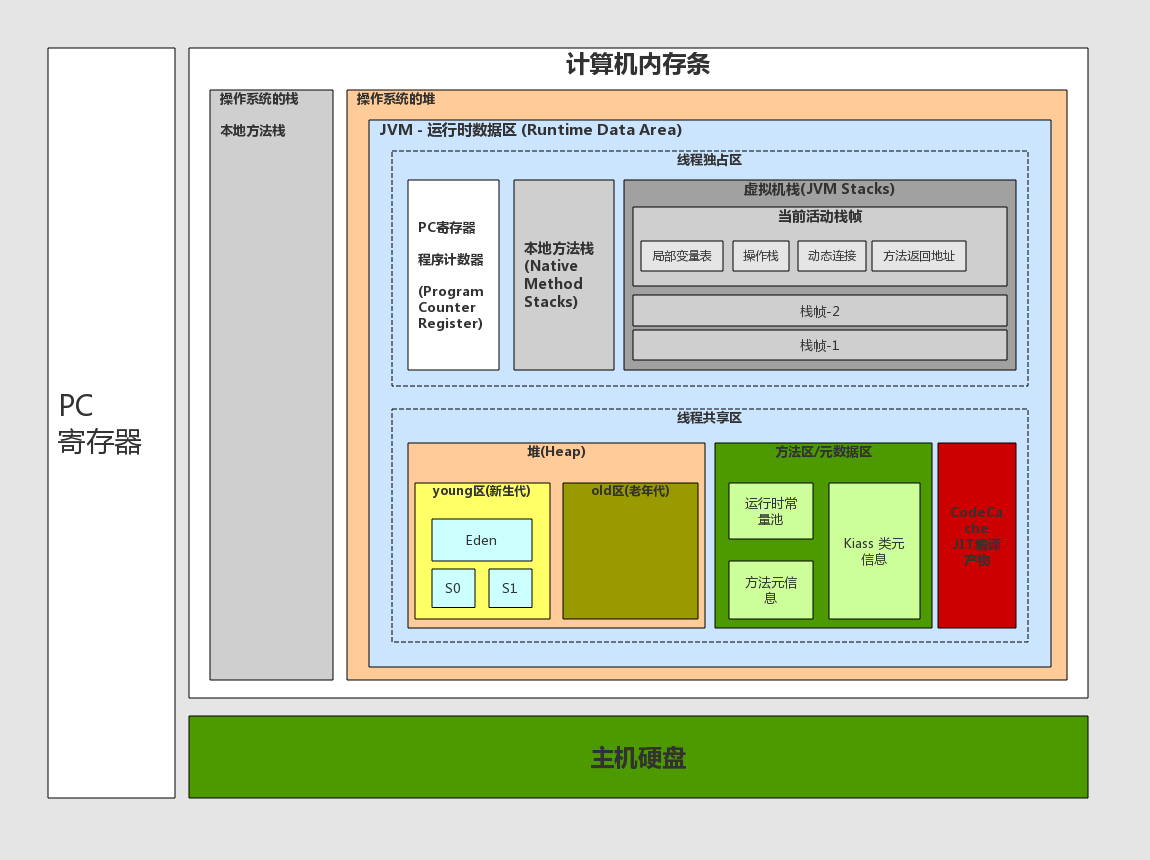 计算机内存条
操作系统的栈
本地方法栈
操作系统的堆
JVM - 运行时数据区 (Runtime Data Area)
线程独占区
PC寄存器
程序计数器
(Program
Counter
Register)
本地方法栈
(Native
Method
Stacks)
虚拟机栈(JVM Stacks)
当前活动栈帧
局部变量表
操作栈
动态连接
方法返回地址
栈帧-2
栈帧-1
PC
寄存器
线程共享区
堆(Heap)
young区(新生代)
Eden
S0
S1
old区(老年代)
方法区/元数据区
运行时常
量池
方法元信
息
Kiass 类元
信息
CodeCa
che
JIT编译
产物
主机硬盘